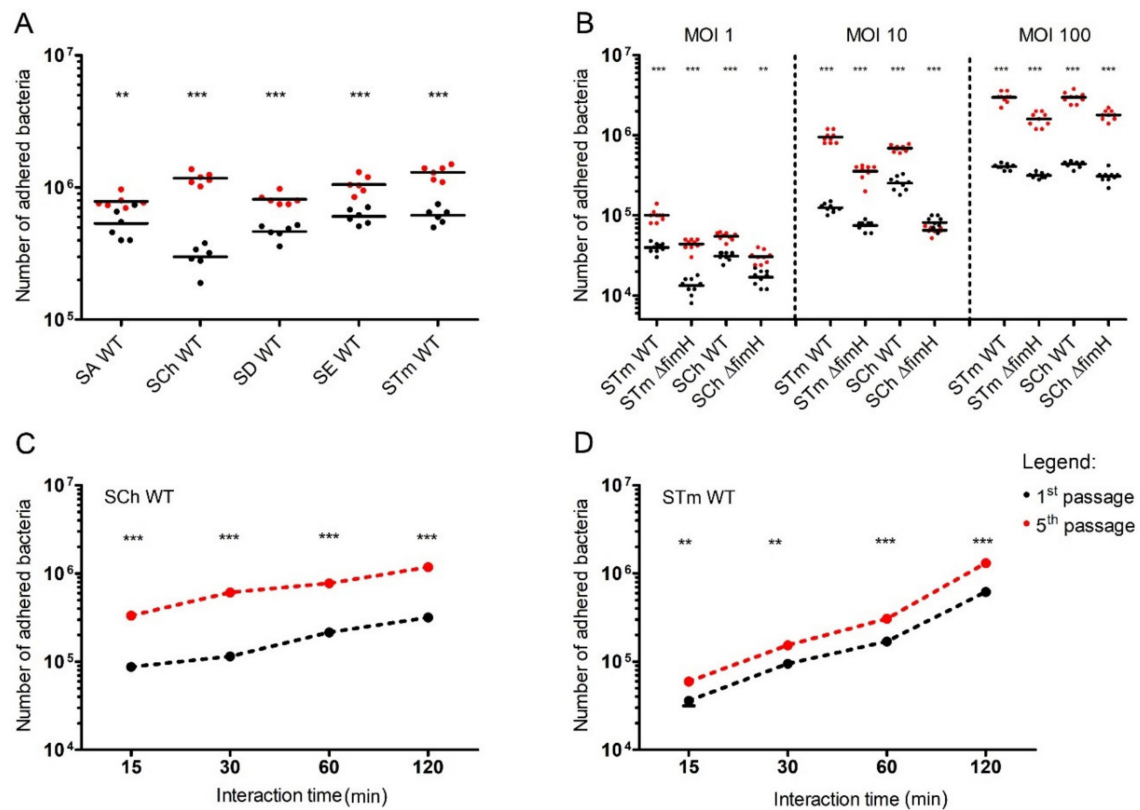 A
Number of adhered bacteria
10^7
10^6
10^5
** *** *** *** ***
SA WT
SCh WT
SD WT
SE WT
STm WT
B
MOI 1 MOI 10 MOI 100
Number of adhered bacteria
10^7
10^6
10^5
10^4
*** *** *** ** *** *** *** *** *** *** *** ***
STm WT
STm ΔfimH
SCh WT
SCh ΔfimH
STm WT
STm ΔfimH
SCh WT
SCh ΔfimH
STm WT
STm ΔfimH
SCh WT
SCh ΔfimH
C
SCh WT
Number of adhered bacteria
10^7
10^6
10^5
10^4
*** *** *** ***
15 30 60 120
Interaction time (min)
D
STm WT
Number of adhered bacteria
10^7
10^6
10^5
10^4
** ** *** ***
15 30 60 120
Interaction time (min)
Legend:
1st passage
5th passage